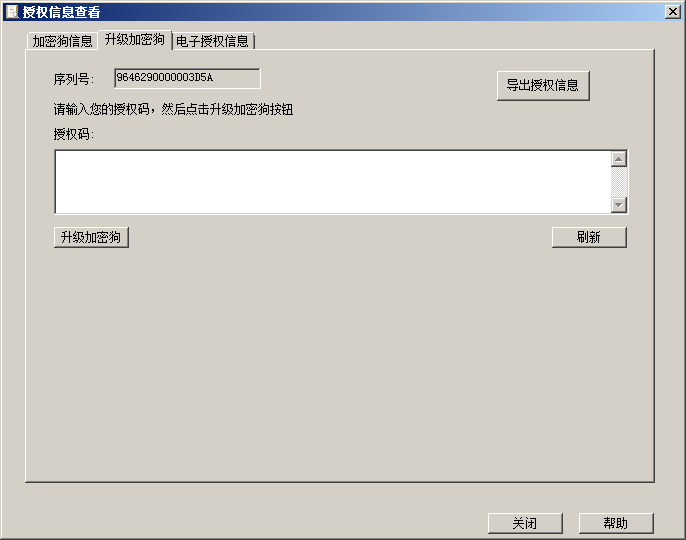 授权信息查看
加密狗信息 升级加密狗 电子授权信息
序列号: 9646290000003D5A
导出授权信息
请输入您的授权码，然后点击升级加密狗按钮
授权码:
升级加密狗 刷新
关闭 帮助